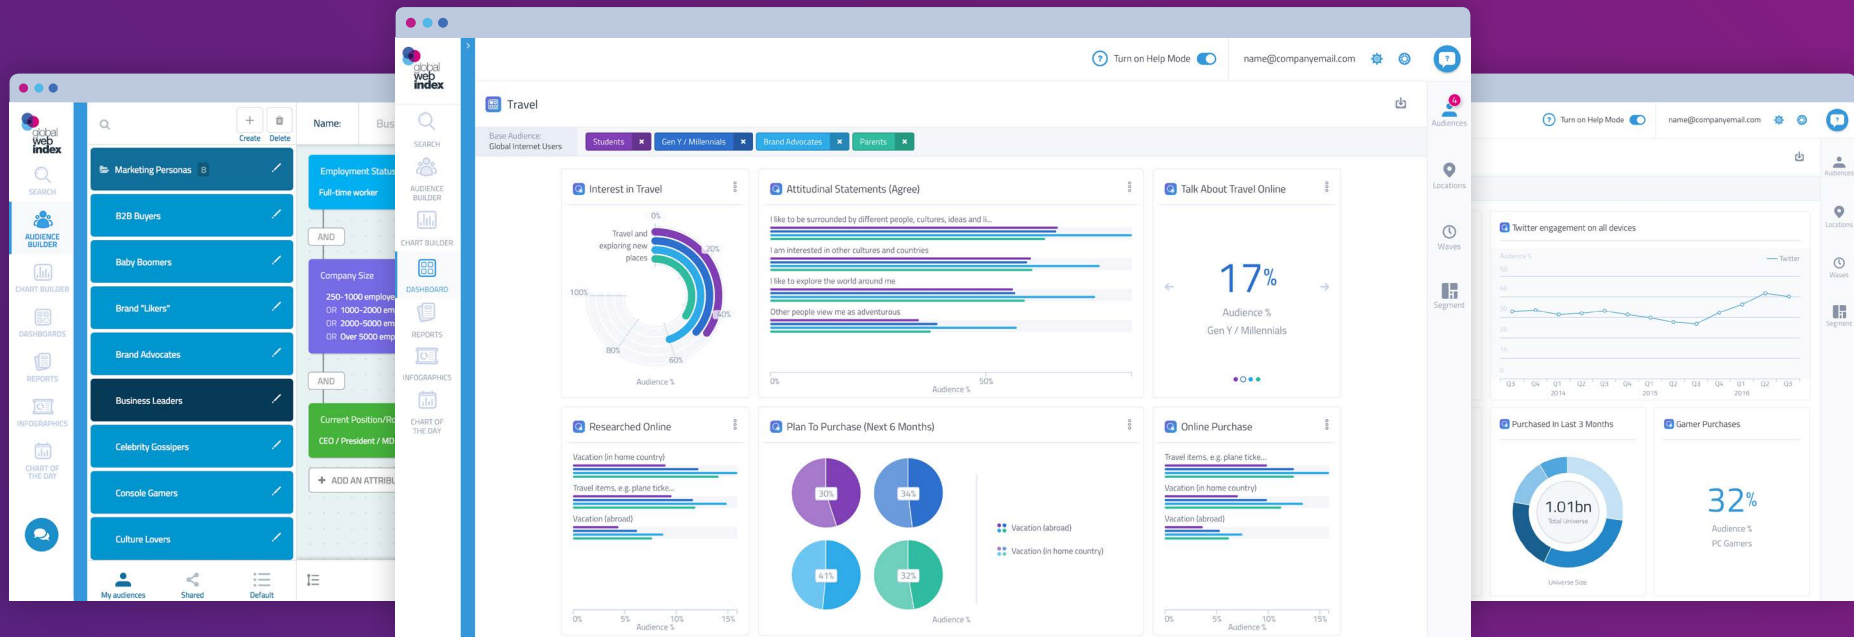 global
web
index
SEARCH
AUDIENCE
BUILDER
CHART BUILDER
DASHBOARDS
REPORTS
INFOGRAPHICS
CHART OF
THE DAY
Create
Delete
Marketing Personas B
B2B Buyers
Baby Boomers
Brand "Likers"
Brand Advocates
Business Leaders
Celebrity Gossipers
Console Gamers
Culture Lovers
My audiences
Shared
Default
Name: Bus
Employment Status
Full-time worker
AND
Company Size
250-1000 employe
OR 1000-2000 em
OR 2000-5000 em
OR Over 5000 emp
AND
Current Position/Ro
CEO / President / MD
+ ADD AN ATTRIBU
global
web
index
SEARCH
AUDIENCE
BUILDER
CHART BUILDER
DASHBOARD
REPORTS
INFOGRAPHICS
CHART OF
THE DAY
? Turn on Help Mode
name@companyemail.com
?
Travel
Base Audience:
Global Internet Users
Students ×
Gen Y / Millennials ×
Brand Advocates ×
Parents ×
4
Audiences
Locations
Waves
Segment
Interest in Travel
0%
Travel and
exploring new
places
20%
40%
60%
80%
100%
Audience %
Attitudinal Statements (Agree)
I like to be surrounded by different people, cultures, ideas and li...
I am interested in other cultures and countries
I like to explore the world around me
Other people view me as adventurous
0% 50%
Audience %
Talk About Travel Online
17%
Audience %
Gen Y / Millennials
Researched Online
Vacation (in home country)
Travel items, e.g. plane ticke...
Vacation (abroad)
0% 5% 10% 15%
Audience %
Plan To Purchase (Next 6 Months)
30%
34%
41%
32%
Vacation (abroad)
Vacation (in home country)
Audience %
Online Purchase
Travel items, e.g. plane ticke...
Vacation (in home country)
Vacation (abroad)
0% 5% 10% 15%
Audience %
? Turn on Help Mode
name@companyemail.com
?
Audiences
Locations
Waves
Segment
Twitter engagement on all devices
Audience %
Twitter
50
40
30
20
10
0
Q3 Q4 Q1 Q2 Q3 Q4 Q1 Q2 Q3 Q4 Q1 Q2 Q3
2014 2015 2016
Purchased In Last 3 Months
1.01bn
Total Universe
Universe Size
Gamer Purchases
32%
Audience %
PC Gamers